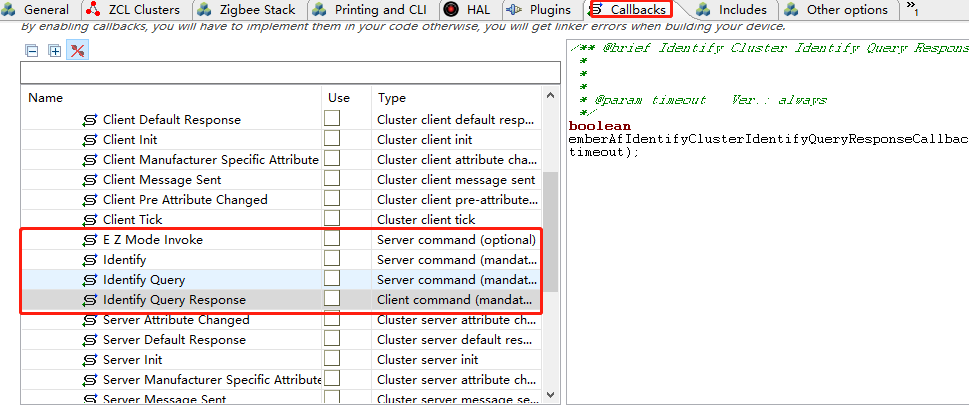 General ZCL Clusters Zigbee Stack Printing and CLI HAL Plugins Callbacks Includes Other options »1
By enabling callbacks, you will have to implement them in your code otherwise, you will get linker errors when building your device.
Name Use Type
Client Default Response Cluster client default resp...
Client Init Cluster client init
Client Manufacturer Specific Attribute Cluster client attribute cha...
Client Message Sent Cluster client message sent
Client Pre Attribute Changed Cluster client pre-attribute...
Client Tick Cluster client tick
E Z Mode Invoke Server command (optional)
Identify Server command (mandat...
Identify Query Server command (mandat...
Identify Query Response Client command (mandat...
Server Attribute Changed Cluster server attribute ch...
Server Default Response Cluster server default res...
Server Init Cluster server init
Server Manufacturer Specific Attribute Cluster server attribute ch...
Server Message Sent Cluster server message se...
/** @brief Identify Cluster Identify Query Respons
*
*
*
* @param timeout Ver.: always
*/
boolean
emberAfIdentifyClusterIdentifyQueryResponseCallbac
timeout);